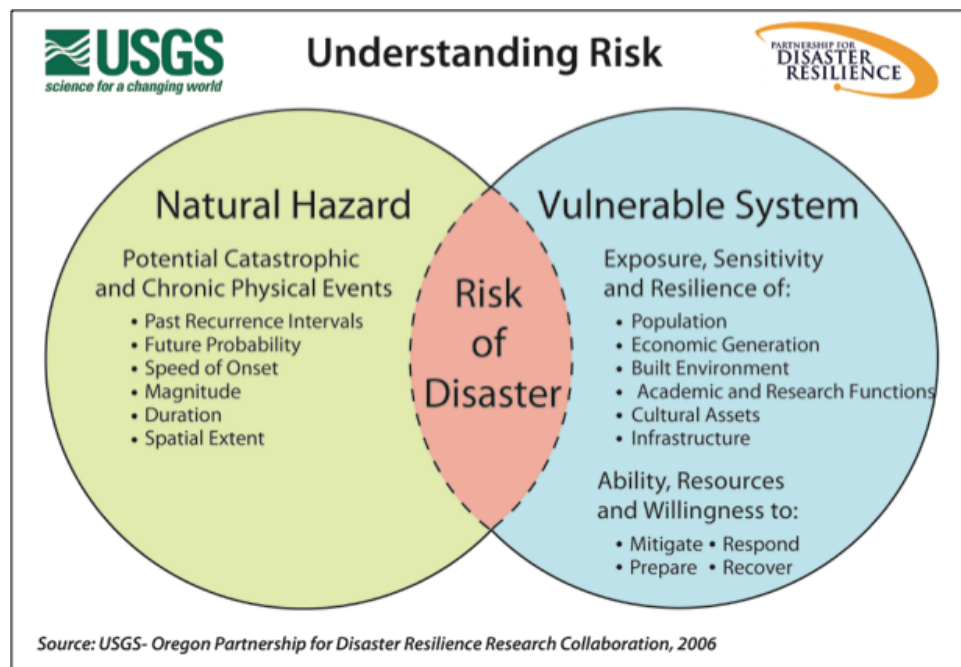 USGS
science for a changing world
Understanding Risk
PARTNERSHIP FOR
DISASTER
RESILIENCE
Natural Hazard
Potential Catastrophic
and Chronic Physical Events
• Past Recurrence Intervals
• Future Probability
• Speed of Onset
• Magnitude
• Duration
• Spatial Extent
Risk
of
Disaster
Vulnerable System
Exposure, Sensitivity
and Resilience of:
• Population
• Economic Generation
• Built Environment
• Academic and Research Functions
• Cultural Assets
• Infrastructure
Ability, Resources
and Willingness to:
• Mitigate • Respond
• Prepare • Recover
Source: USGS- Oregon Partnership for Disaster Resilience Research Collaboration, 2006